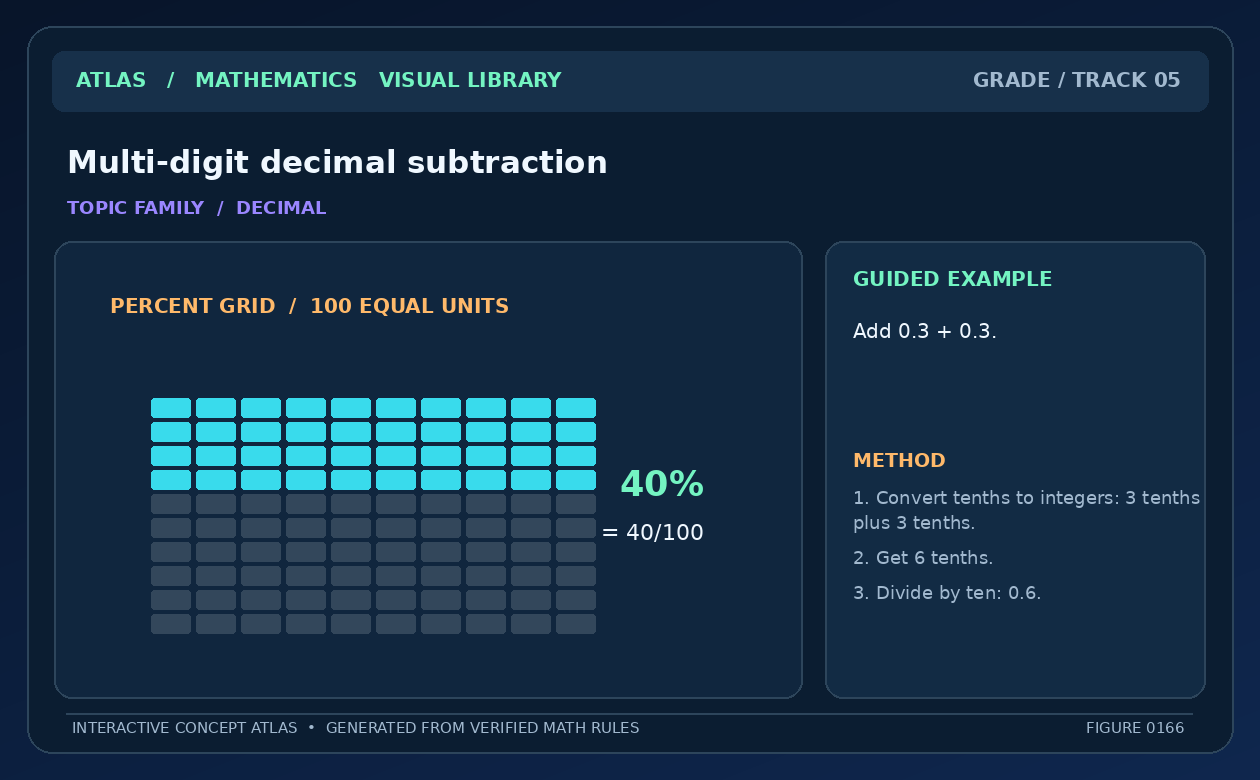 ATLAS / MATHEMATICS VISUAL LIBRARY
GRADE / TRACK 05
Multi-digit decimal subtraction
TOPIC FAMILY / DECIMAL
PERCENT GRID / 100 EQUAL UNITS
40%
= 40/100
GUIDED EXAMPLE
Add 0.3 + 0.3.
METHOD
1. Convert tenths to integers: 3 tenths
plus 3 tenths.
2. Get 6 tenths.
3. Divide by ten: 0.6.
INTERACTIVE CONCEPT ATLAS • GENERATED FROM VERIFIED MATH RULES
FIGURE 0166